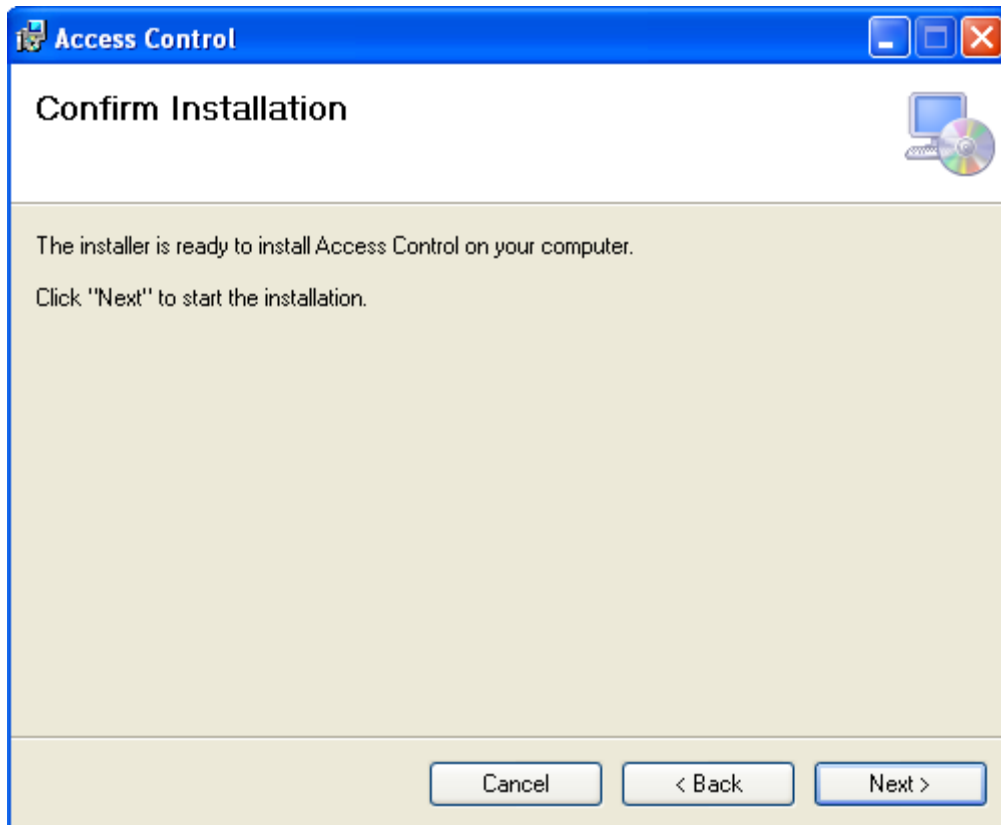 Access Control
Confirm Installation
The installer is ready to install Access Control on your computer.
Click "Next" to start the installation.
Cancel
< Back
Next >